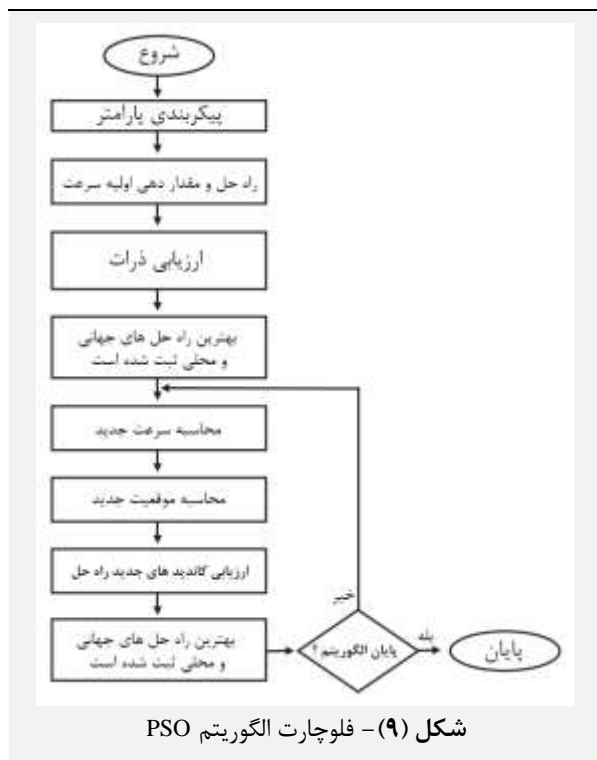 شروع
پیکربندی پارامتر
راه حل و مقدار دهی اولیه سرعت
ارزیابی ذرات
بهترین راه حل های جهانی
و محلی ثبت شده است
محاسبه سرعت جدید
محاسبه موقعیت جدید
ارزیابی کاندید های جدید راه حل
بهترین راه حل های جهانی
و محلی ثبت شده است
پایان الگوریتم ؟
خیر
بله
پایان
شکل (۹)- فلوچارت الگوریتم PSO